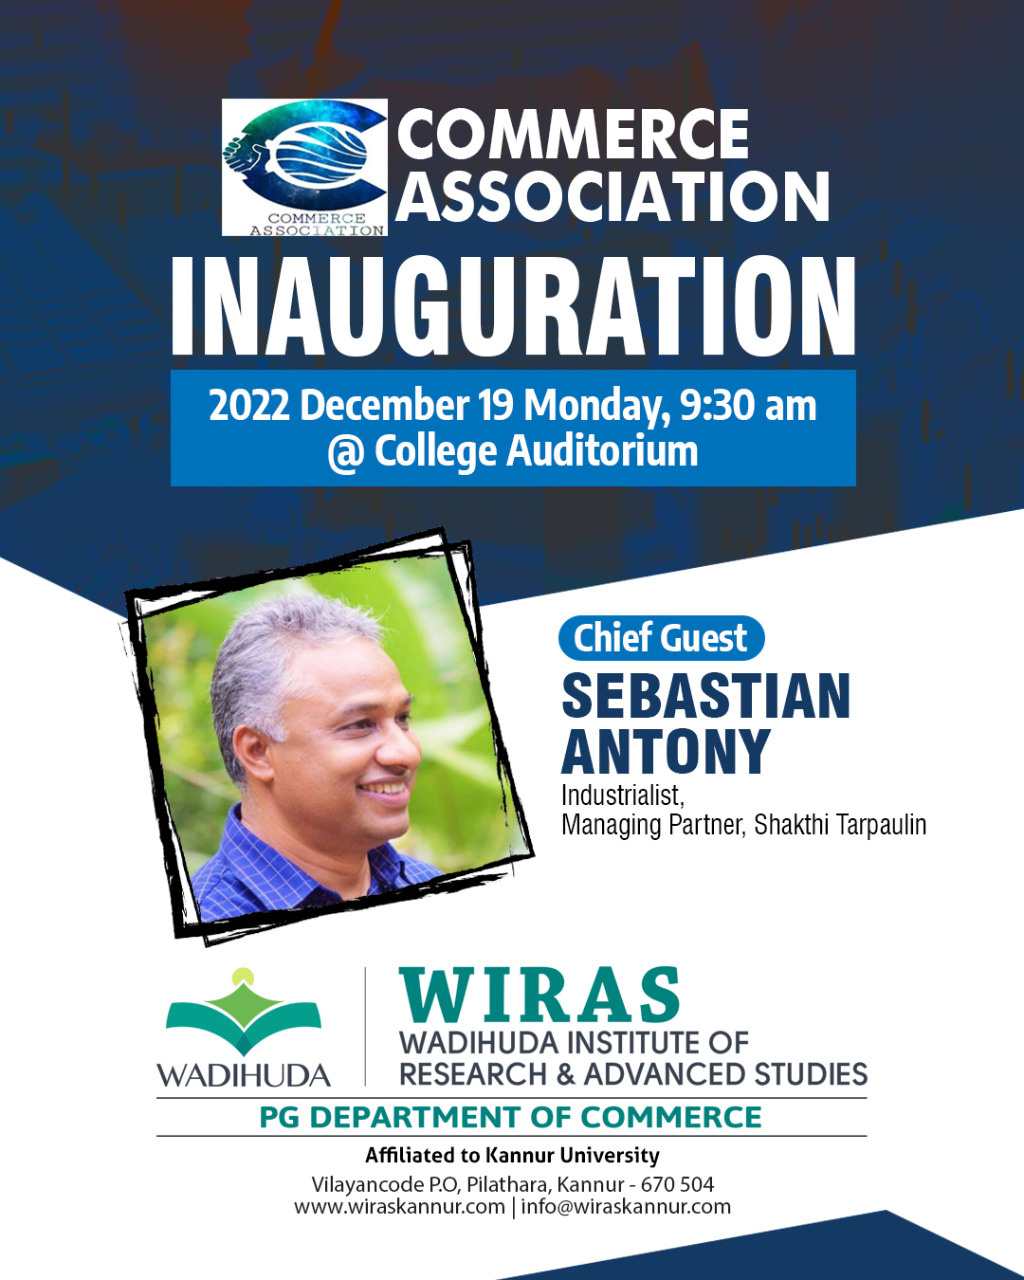 COMMERCE
ASSOCIATION
COMMERCE
ASSOCIATION
INAUGURATION
2022 December 19 Monday, 9:30 am
@ College Auditorium
Chief Guest
SEBASTIAN
ANTONY
Industrialist,
Managing Partner, Shakthi Tarpaulin
WADIHUDA
WIRAS
WADIHUDA INSTITUTE OF
RESEARCH & ADVANCED STUDIES
PG DEPARTMENT OF COMMERCE
Affiliated to Kannur University
Vilayancode P.O, Pilathara, Kannur - 670 504
www.wiraskannur.com | info@wiraskannur.com